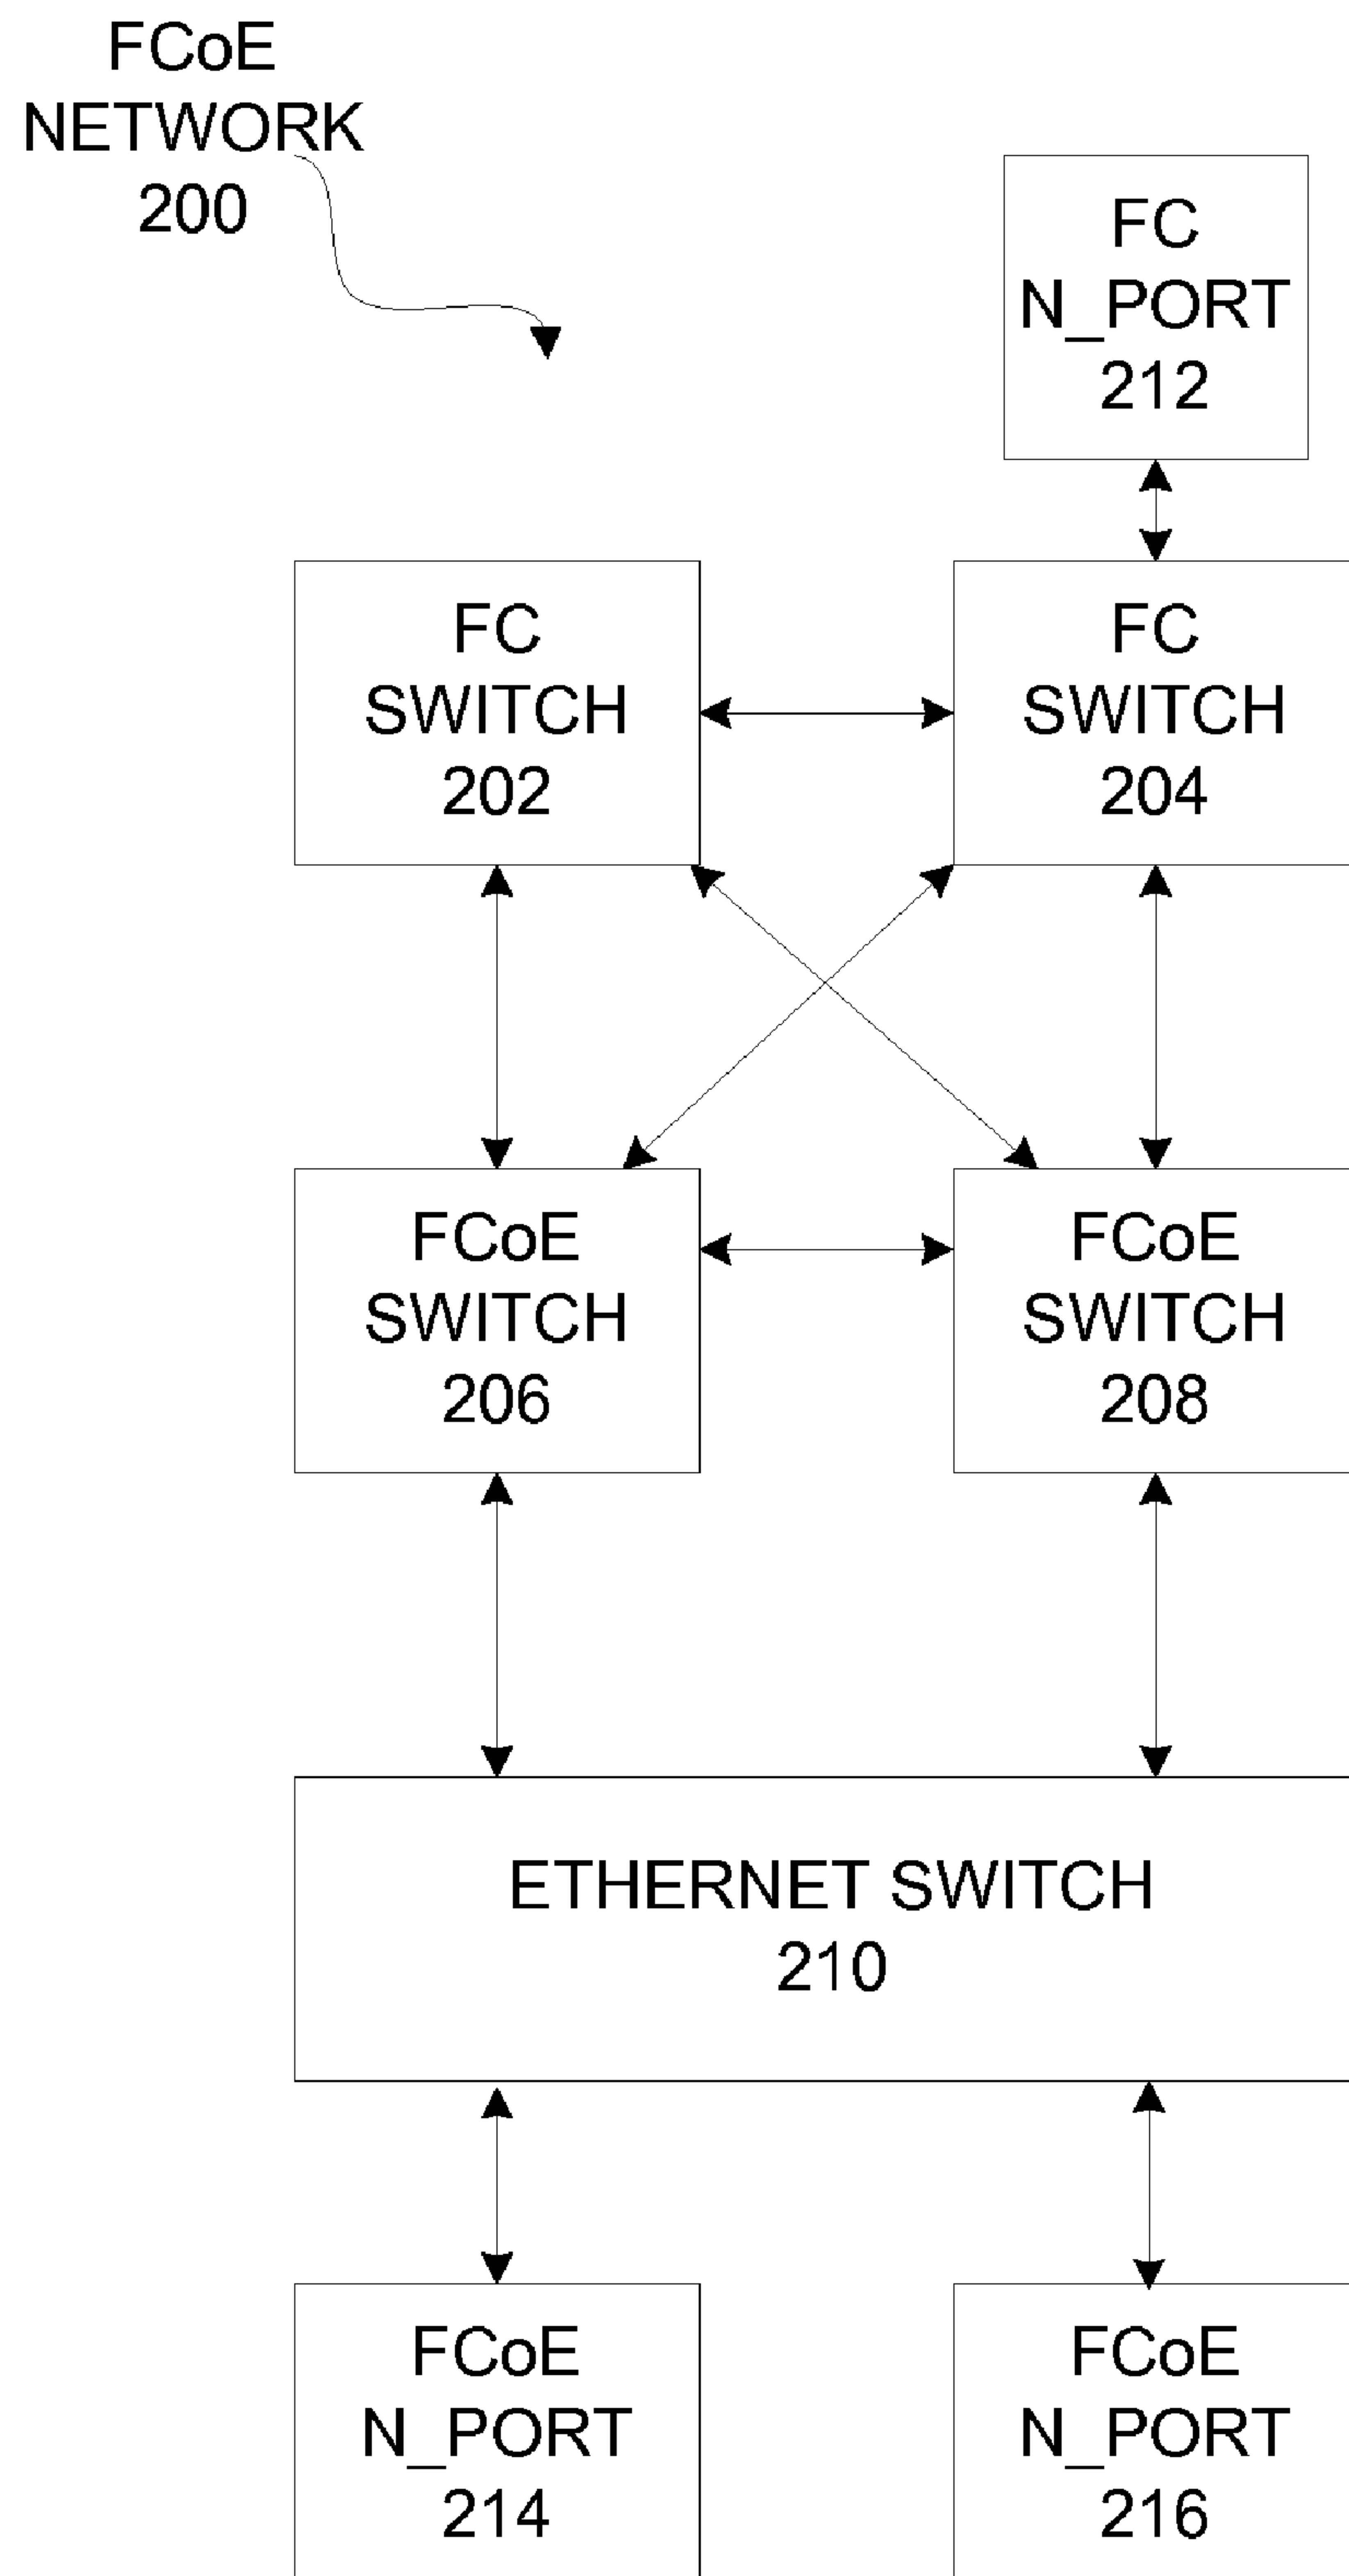 FCoE
NETWORK
200
FC
N_PORT
212
FC
SWITCH
202
FC
SWITCH
204
FCoE
SWITCH
206
FCoE
SWITCH
208
ETHERNET SWITCH
210
FCoE
N_PORT
214
FCoE
N_PORT
216